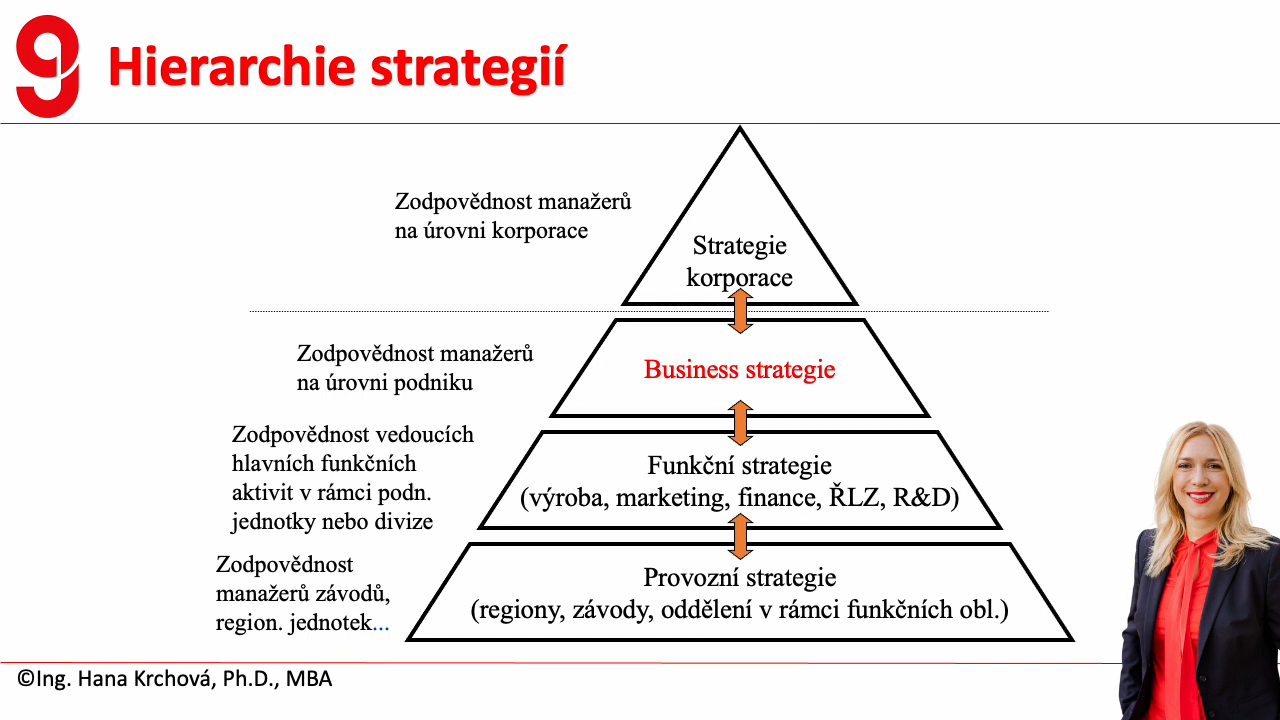 Hierarchie strategií
Zodpovědnost manažerů
na úrovni korporace
Strategie
korporace
Zodpovědnost manažerů
na úrovni podniku
Business strategie
Zodpovědnost vedoucích
hlavních funkčních
aktivit v rámci podn.
jednotky nebo divize
Funkční strategie
(výroba, marketing, finance, ŘLZ, R&D)
Zodpovědnost
manažerů závodů,
region. jednotek...
Provozní strategie
(regiony, závody, oddělení v rámci funkčních obl.)
©Ing. Hana Krchová, Ph.D., MBA